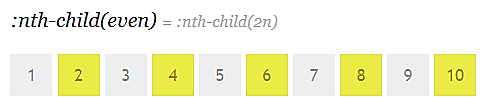 :nth-child(even) = :nth-child(2n)
1 2 3 4 5 6 7 8 9 10